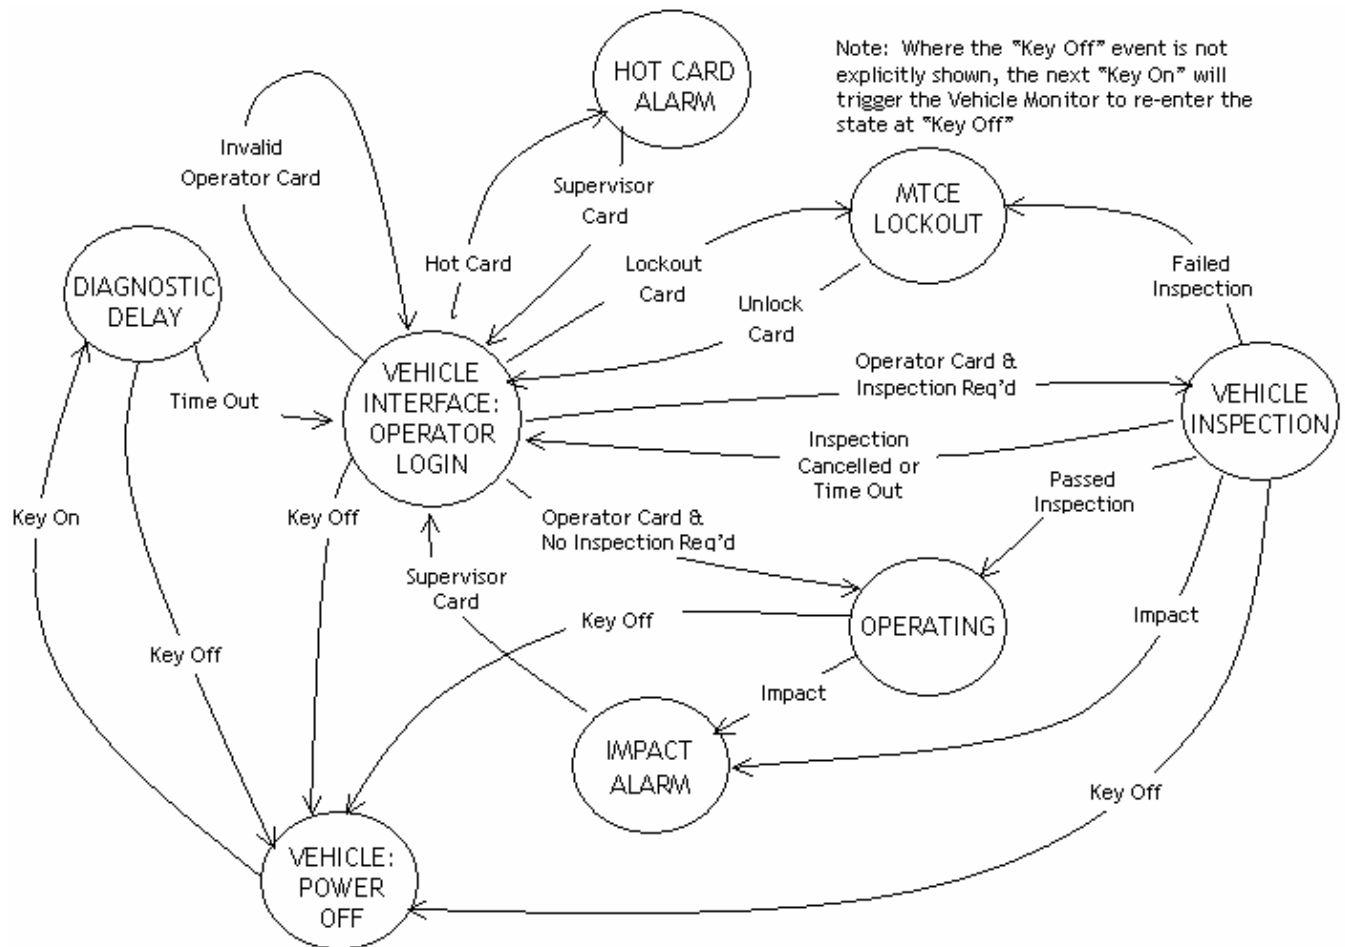 HOT CARD
ALARM
Note: Where the "Key Off" event is not
explicitly shown, the next "Key On" will
trigger the Vehicle Monitor to re-enter the
state at "Key Off"
Invalid
Operator Card
Supervisor
Card
MTCE
LOCKOUT
Hot Card
Lockout
Card
Failed
Inspection
DIAGNOSTIC
DELAY
Unlock
Card
Time Out
VEHICLE
INTERFACE:
OPERATOR
LOGIN
Operator Card &
Inspection Req'd
VEHICLE
INSPECTION
Inspection
Cancelled or
Time Out
Passed
Inspection
Key On
Key Off
Operator Card &
No Inspection Req'd
Supervisor
Card
Key Off
OPERATING
Impact
Key Off
Impact
IMPACT
ALARM
Key Off
VEHICLE:
POWER
OFF